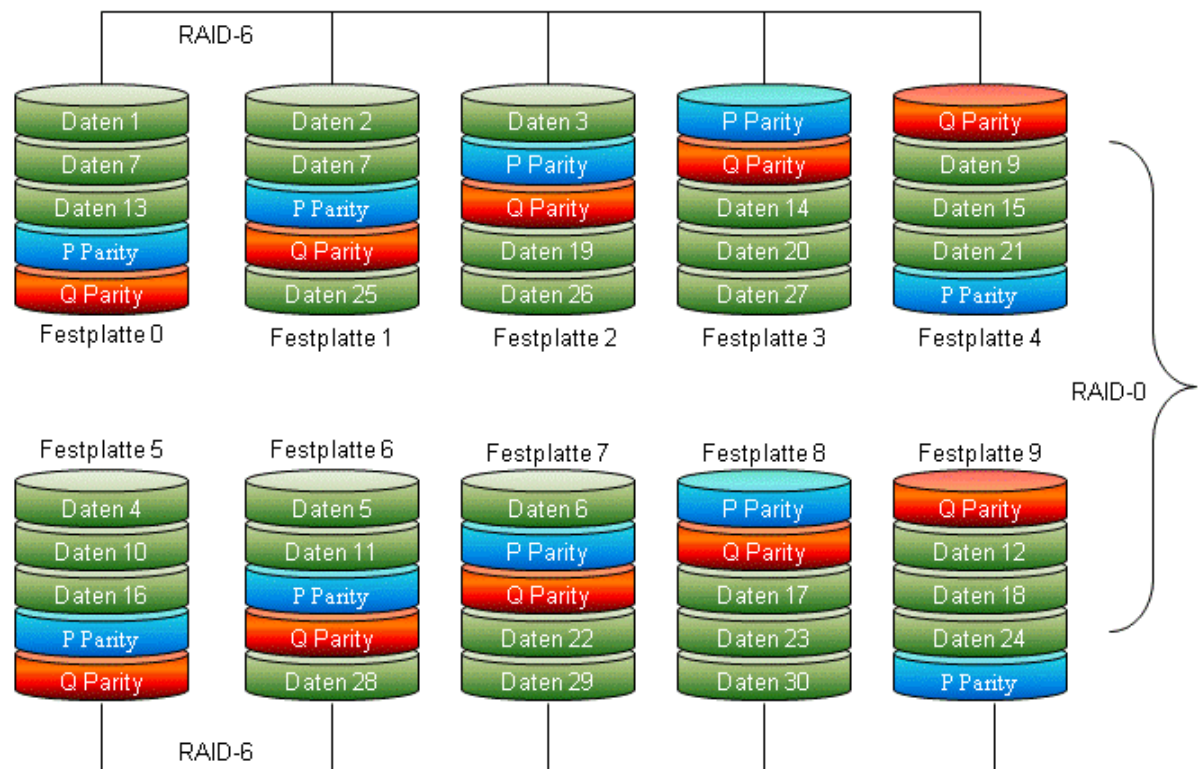 RAID-6
Daten 1 Daten 2 Daten 3 P Parity Q Parity
Daten 7 Daten 7 P Parity Q Parity Daten 9
Daten 13 P Parity Q Parity Daten 14 Daten 15
P Parity Q Parity Daten 19 Daten 20 Daten 21
Q Parity Daten 25 Daten 26 Daten 27 P Parity
Festplatte 0 Festplatte 1 Festplatte 2 Festplatte 3 Festplatte 4
RAID-0
Festplatte 5 Festplatte 6 Festplatte 7 Festplatte 8 Festplatte 9
Daten 4 Daten 5 Daten 6 P Parity Q Parity
Daten 10 Daten 11 P Parity Q Parity Daten 12
Daten 16 P Parity Q Parity Daten 17 Daten 18
P Parity Q Parity Daten 22 Daten 23 Daten 24
Q Parity Daten 28 Daten 29 Daten 30 P Parity
RAID-6